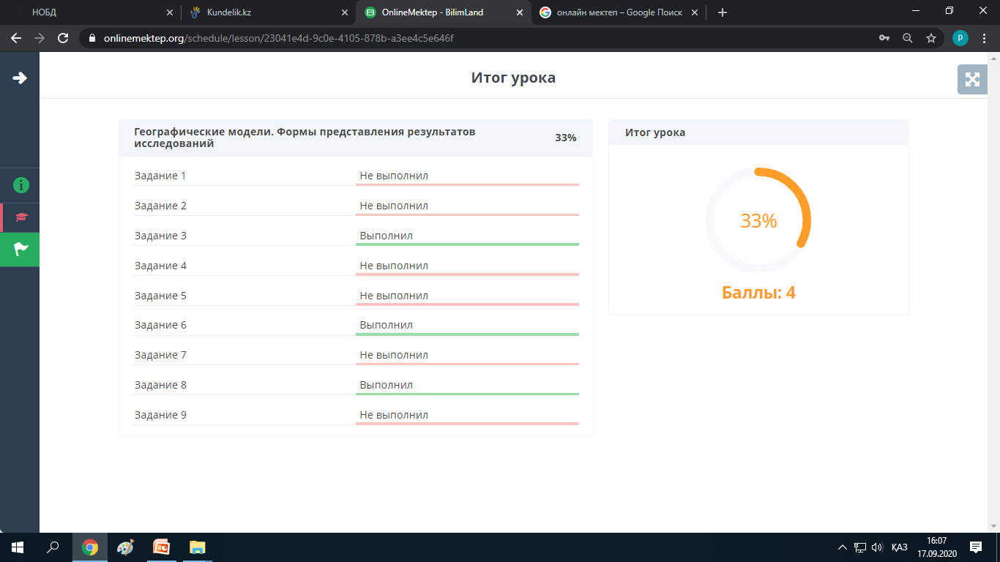 НОБД
Kundelik.kz
OnlineMektep - BilimLand
онлайн мектеп – Google Поиск
onlinemektep.org/schedule/lesson/23041e4d-9c0e-4105-878b-a3ee4c5e646f
p
Итог урока
Географические модели. Формы представления результатов
исследований
33%
Задание 1 Не выполнил
Задание 2 Не выполнил
Задание 3 Выполнил
Задание 4 Не выполнил
Задание 5 Не выполнил
Задание 6 Выполнил
Задание 7 Не выполнил
Задание 8 Выполнил
Задание 9 Не выполнил
Итог урока
33%
Баллы: 4
ҚАЗ
16:07
17.09.2020